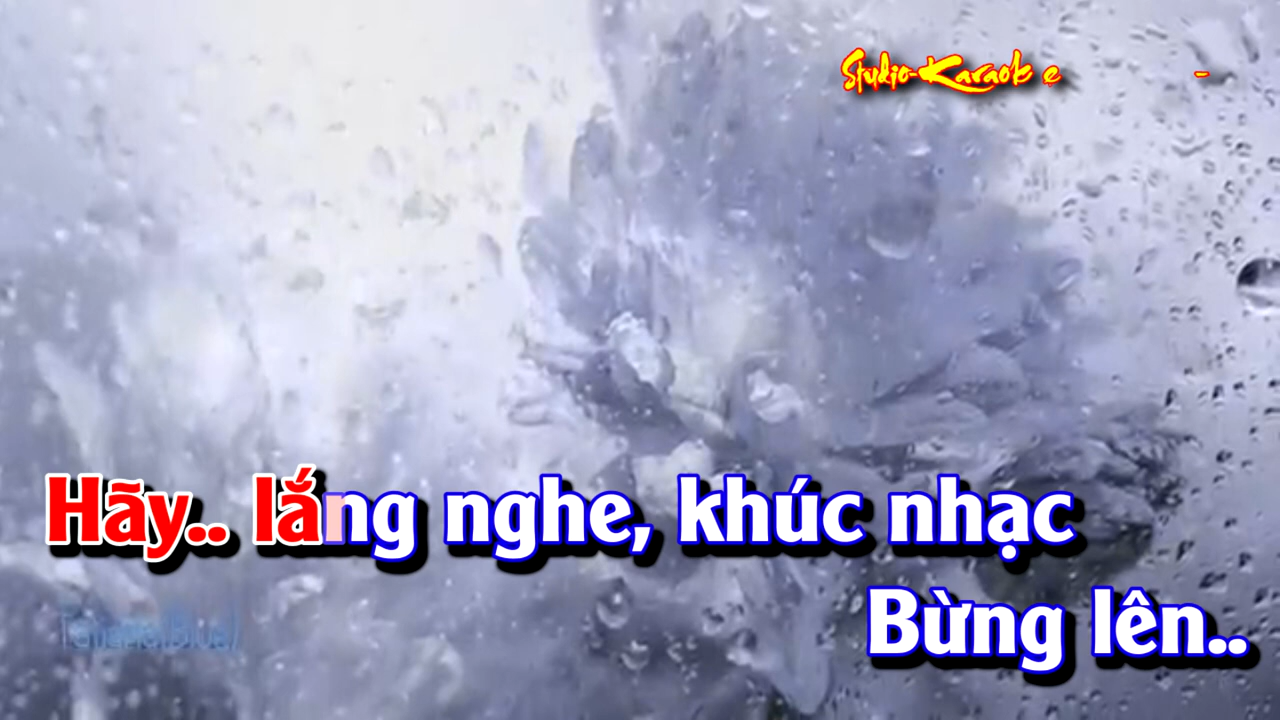 Studio-Karaoke -
Hãy.. lắng nghe, khúc nhạc
Bừng lên..